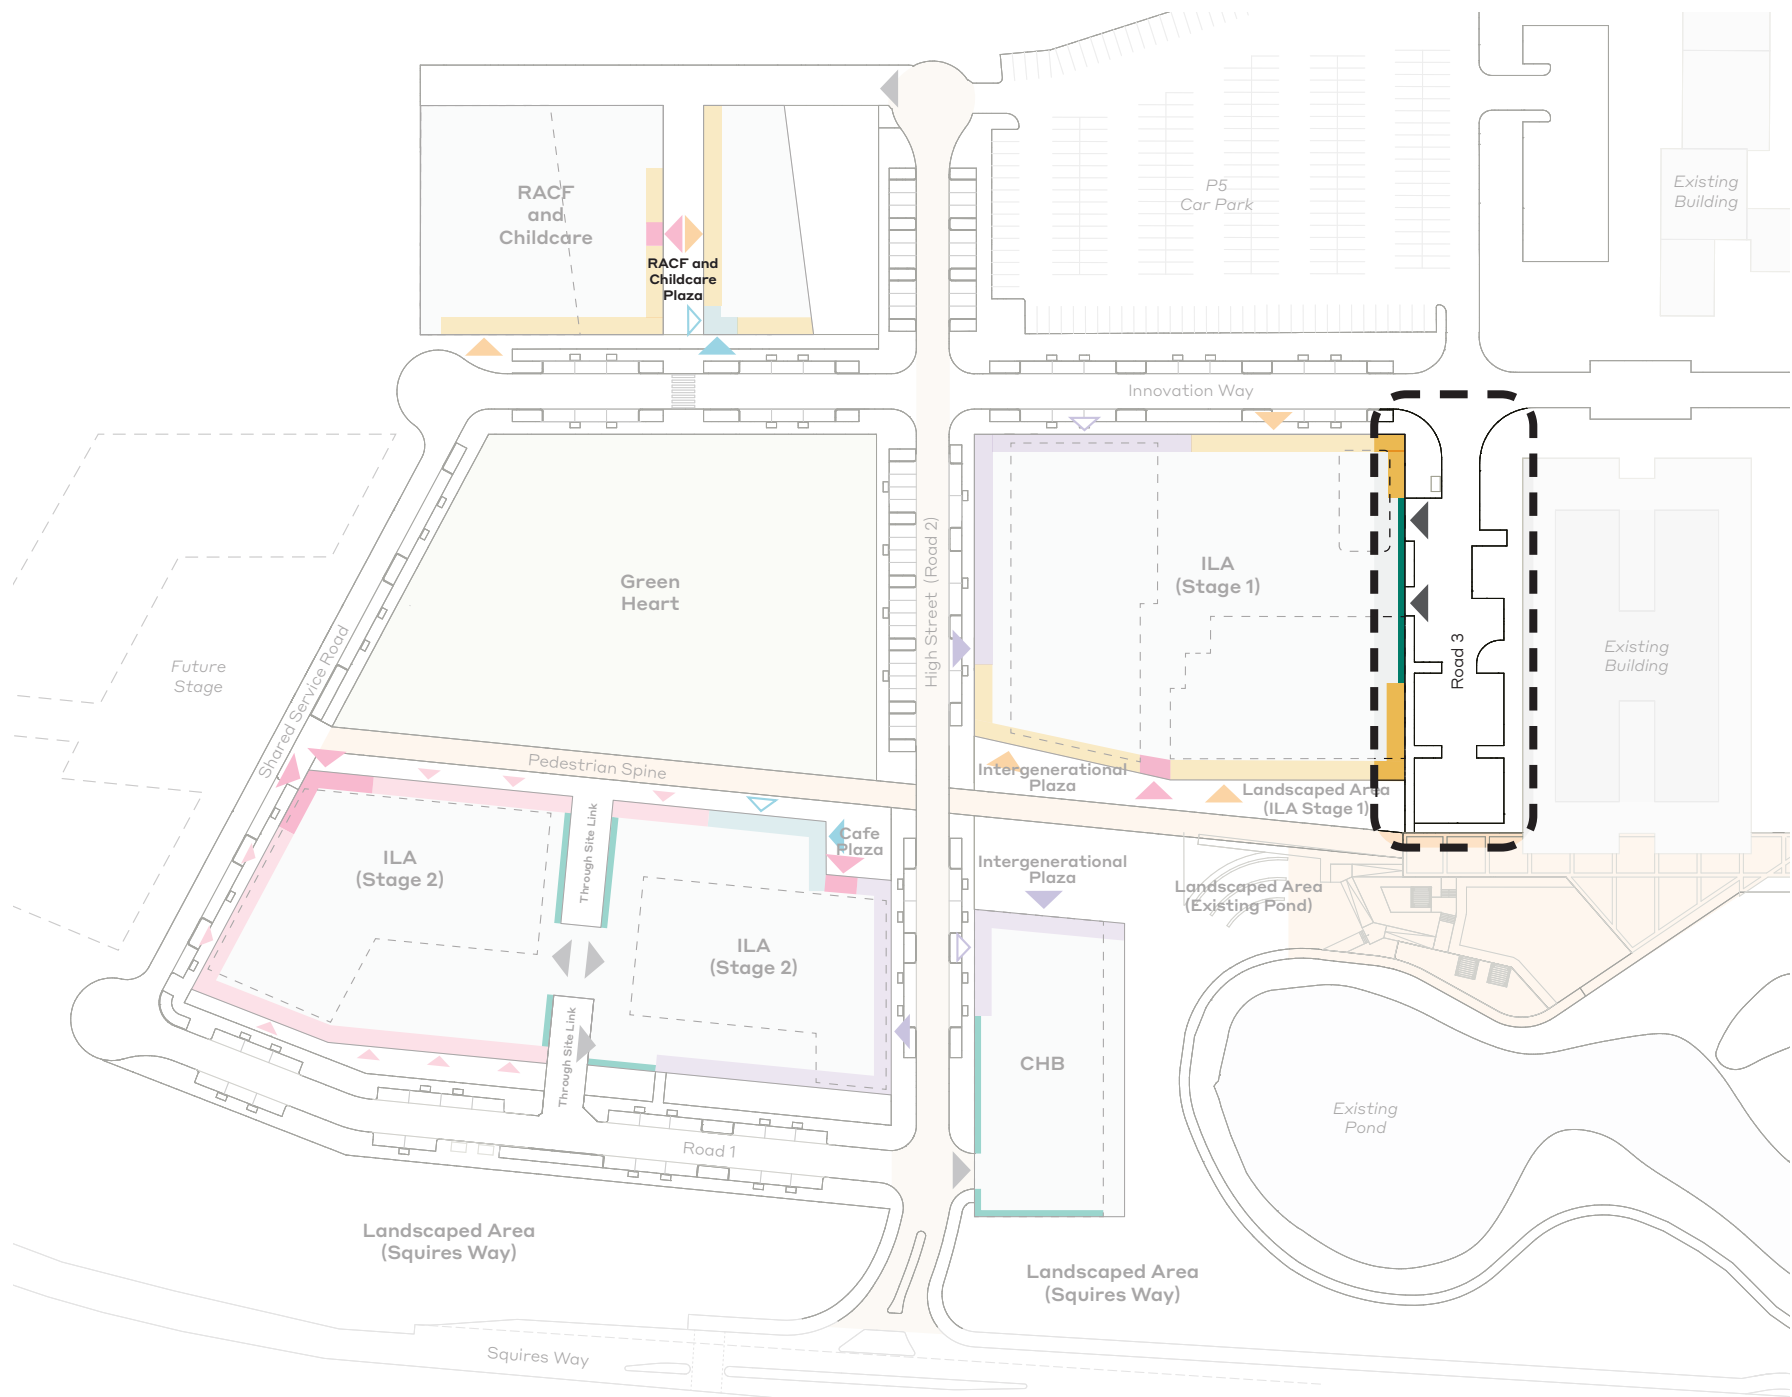 RACF
and
Childcare
RACF and
Childcare
Plaza
P5
Car Park
Existing
Building
Innovation Way
Green
Heart
High Street (Road 2)
ILA
(Stage 1)
Road 3
Existing
Building
Future
Stage
Shared Service Road
Pedestrian Spine
Intergenerational
Plaza
Landscaped Area
(ILA Stage 1)
ILA
(Stage 2)
Through Site Link
Cafe
Plaza
Intergenerational
Plaza
Landscaped Area
(Existing Pond)
ILA
(Stage 2)
Through Site Link
CHB
Existing
Pond
Road 1
Landscaped Area
(Squires Way)
Landscaped Area
(Squires Way)
Squires Way